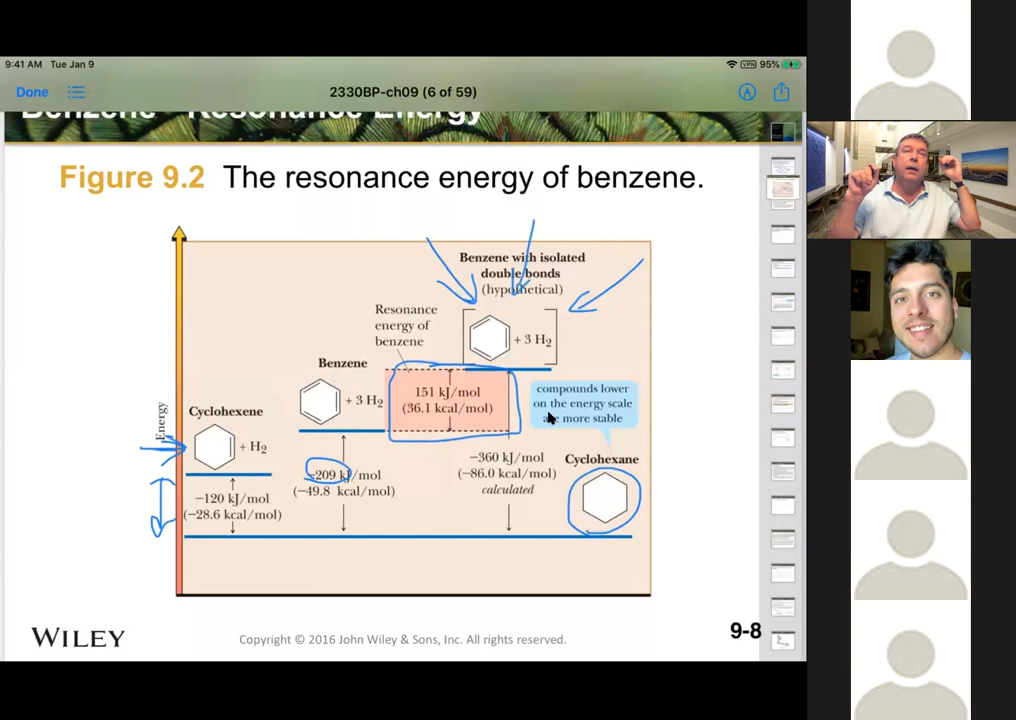 9:41 AM Tue Jan 9
VPN 95%
Done
2330BP-ch09 (6 of 59)
Benzene - Resonance Energy
Figure 9.2 The resonance energy of benzene.
Benzene with isolated
double bonds
(hypothetical)
Resonance
energy of
benzene
+ 3 H2
Benzene
+ 3 H2
151 kJ/mol
(36.1 kcal/mol)
compounds lower
on the energy scale
are more stable
Energy
Cyclohexene
+ H2
−209 kJ/mol
(−49.8 kcal/mol)
−360 kJ/mol
(−86.0 kcal/mol)
calculated
Cyclohexane
−120 kJ/mol
(−28.6 kcal/mol)
WILEY
Copyright © 2016 John Wiley & Sons, Inc. All rights reserved.
9-8